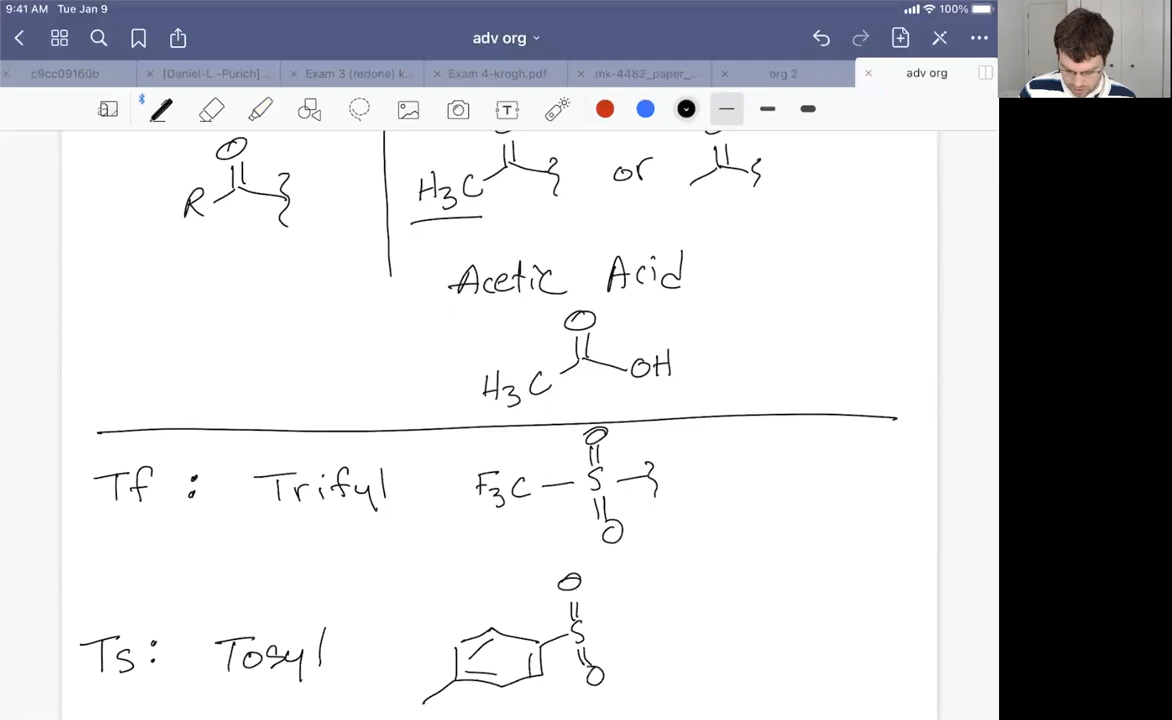 9:41 AM Tue Jan 9
100%
adv org
c9cc09160b
[Daniel-L.-Purich]...
Exam 3 (redone) k...
Exam 4-krogh.pdf
mk-4482_paper_...
org 2
adv org
O
R
H3C
or
Acetic Acid
O
H3C
OH
O
Tf : Trifyl F3C — S
O
O
Ts: Tosyl
S
O